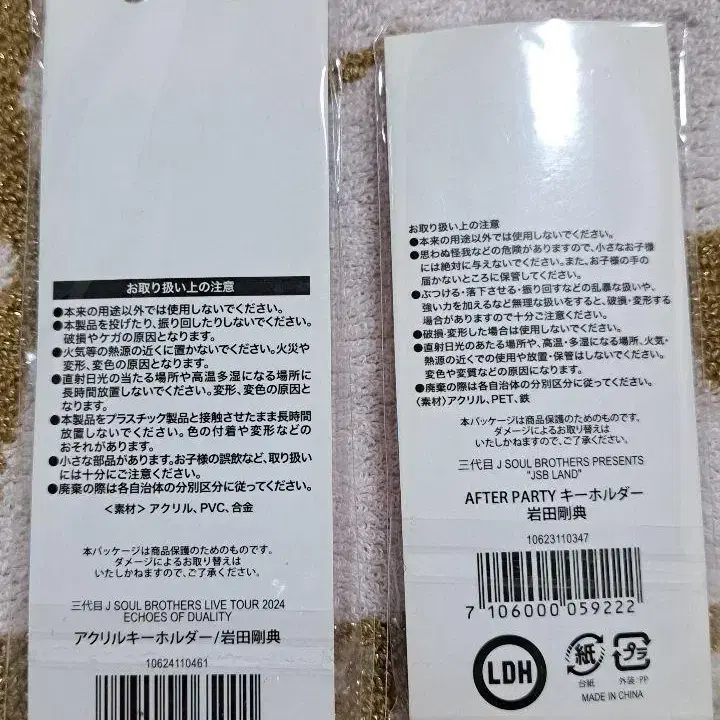 お取り扱い上の注意
●本来の用途以外では使用しないでください。
●本製品を投げたり、振り回したりしないでください。
破損やケガの原因となります。
●火気等の熱源の近くに置かないでください。火災や
変形、変色の原因となります。
●直射日光の当たる場所や高温多湿になる場所に
長時間放置しないでください。変形、変色の原因と
なります。
●本製品をプラスチック製品と接触させたまま長時間
放置しないでください。色の付着や変形などのお
それがあります。
●小さな部品があります。お子様の誤飲など、取り扱い
には十分にご注意ください。
●廃棄の際は各自治体の分別区分に従ってください。
<素材> アクリル、PVC、合金
本パッケージは商品保護のためのものです。
ダメージによるお取り替えは
いたしかねますので、ご了承ください。
三代目 J SOUL BROTHERS LIVE TOUR 2024
ECHOES OF DUALITY
アクリルキーホルダー/岩田剛典
10624110461
お取り扱い上の注意
●本来の用途以外では使用しないでください。
●思わぬ怪我などの危険がありますので、小さなお子様
には絶対に与えないでください。また、お子様の手の
届かないところに保管してください。
●ぶつける・落下させる・振り回すなどの乱暴な扱いや、
強い力を加えるなど無理な扱いをすると、破損・変形する
場合がありますので十分ご注意ください。
●破損・変形した場合は使用しないでください。
●直射日光のあたる場所や、高温・多湿になる場所、火気・
熱源の近くでの使用や放置・保管はしないでください。
変色や変質などの原因になります。
●廃棄の際は各自治体の分別区分に従ってください。
〈素材〉アクリル、PET、鉄
本パッケージは商品保護のためのものです。
ダメージによるお取り替えは
いたしかねますので、ご了承ください。
三代目 J SOUL BROTHERS PRESENTS
"JSB LAND"
AFTER PARTY キーホルダー
岩田剛典
10623110347
7 106000 059222
LDH
紙
台紙
プラ
外装:PP
MADE IN CHINA